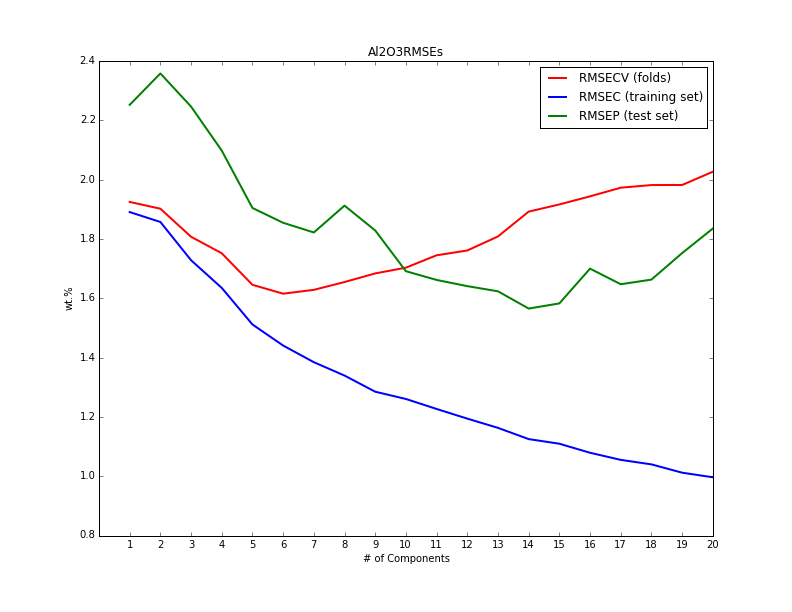 Al2O3RMSEs
RMSECV (folds)
RMSEC (training set)
RMSEP (test set)
wt.%
2.4
2.2
2.0
1.8
1.6
1.4
1.2
1.0
0.8
1 2 3 4 5 6 7 8 9 10 11 12 13 14 15 16 17 18 19 20
# of Components